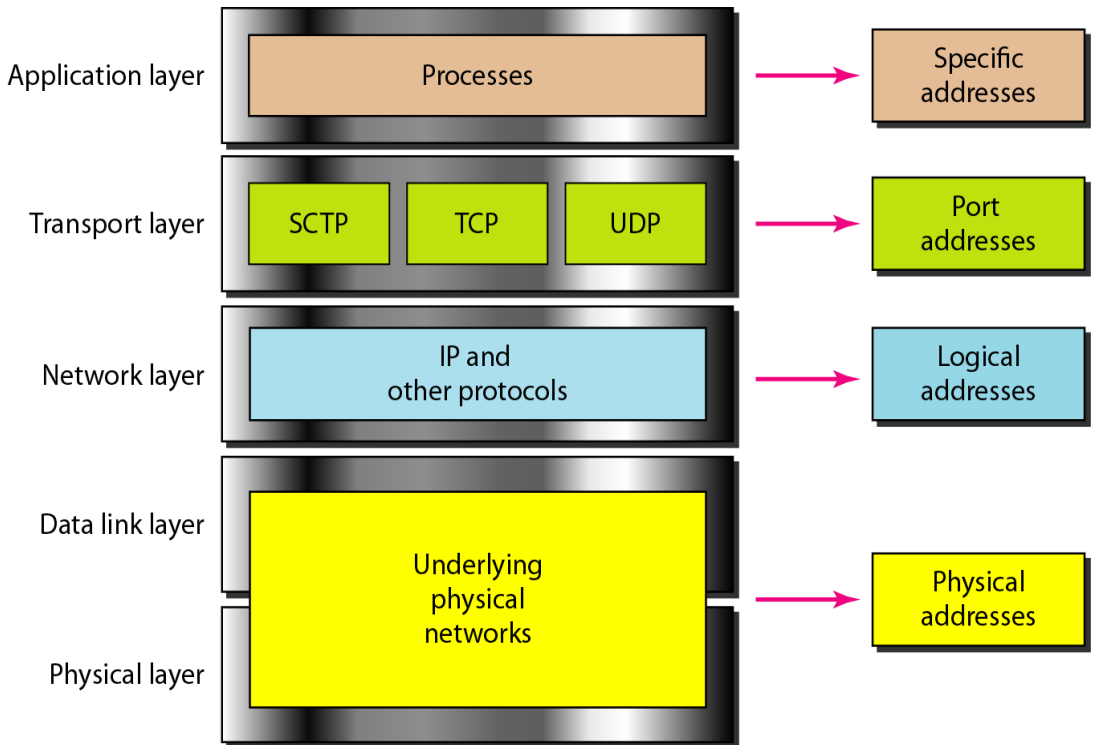 Application layer
Processes
Specific
addresses
Transport layer
SCTP
TCP
UDP
Port
addresses
Network layer
IP and
other protocols
Logical
addresses
Data link layer
Underlying
physical
networks
Physical
addresses
Physical layer